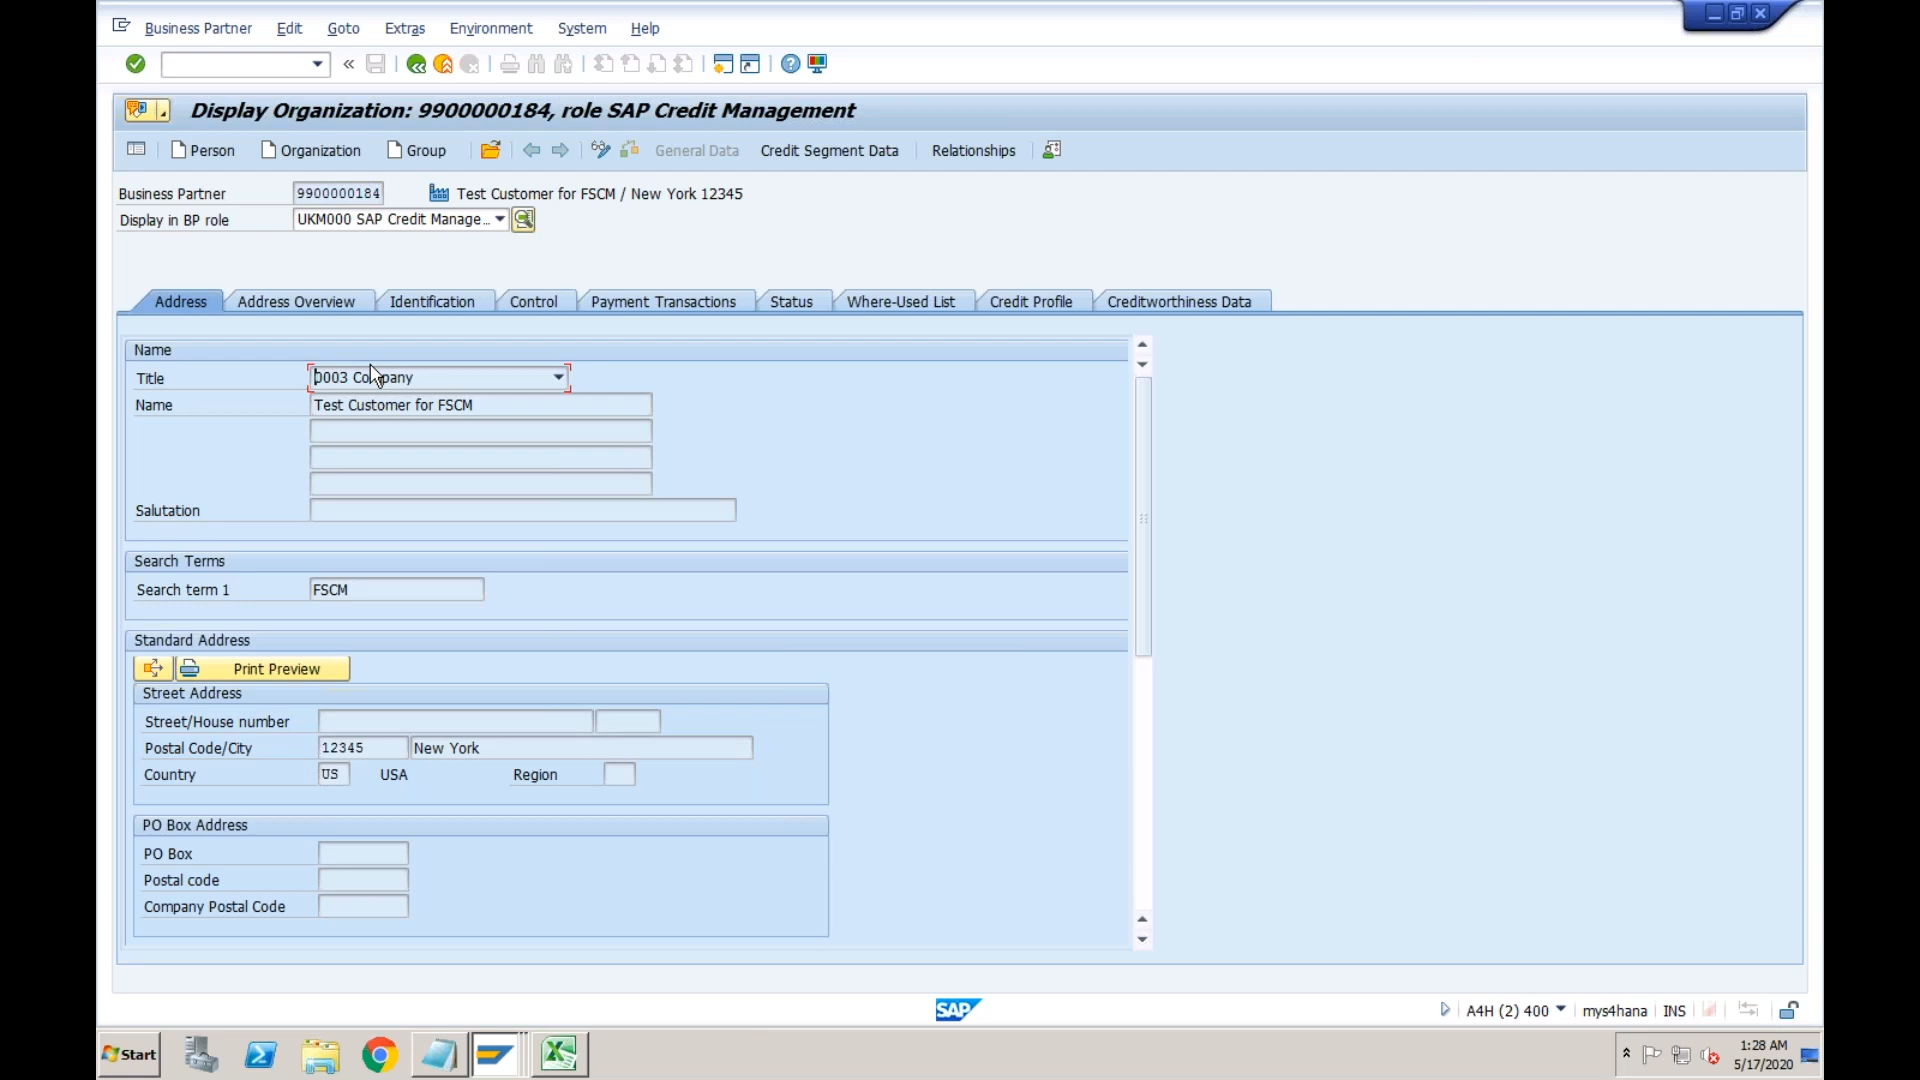 Business Partner Edit Goto Extras Environment System Help
Display Organization: 9900000184, role SAP Credit Management
Person Organization Group General Data Credit Segment Data Relationships
Business Partner 9900000184 Test Customer for FSCM / New York 12345
Display in BP role UKM000 SAP Credit Manage...
Address Address Overview Identification Control Payment Transactions Status Where-Used List Credit Profile Creditworthiness Data
Name
Title 0003 Company
Name Test Customer for FSCM
Salutation
Search Terms
Search term 1 FSCM
Standard Address
Print Preview
Street Address
Street/House number
Postal Code/City 12345 New York
Country US USA Region
PO Box Address
PO Box
Postal code
Company Postal Code
SAP A4H (2) 400 mys4hana INS
Start 1:28 AM
5/17/2020